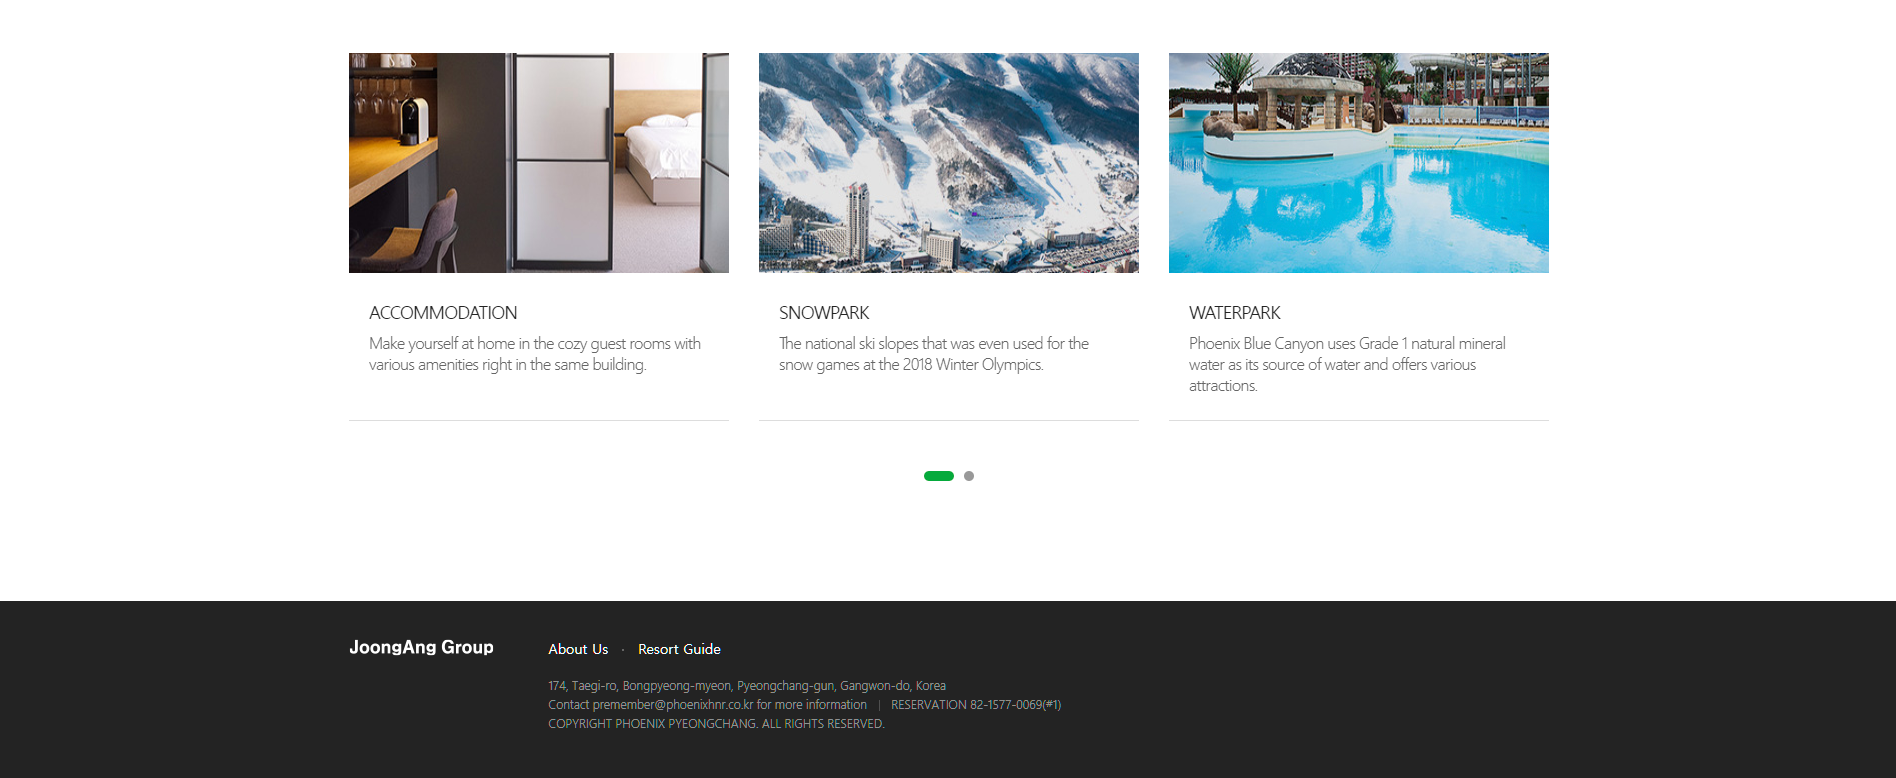 ACCOMMODATION
Make yourself at home in the cozy guest rooms with
various amenities right in the same building.
SNOWPARK
The national ski slopes that was even used for the
snow games at the 2018 Winter Olympics.
WATERPARK
Phoenix Blue Canyon uses Grade 1 natural mineral
water as its source of water and offers various
attractions.
JoongAng Group
About Us · Resort Guide
174, Taegi-ro, Bongpyeong-myeon, Pyeongchang-gun, Gangwon-do, Korea
Contact premember@phoenixhnr.co.kr for more information | RESERVATION 82-1577-0069(#1)
COPYRIGHT PHOENIX PYEONGCHANG. ALL RIGHTS RESERVED.